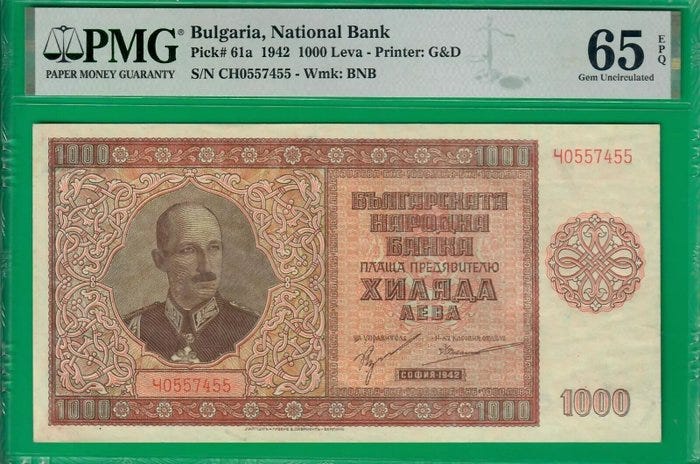 PMG®
PAPER MONEY GUARANTY
Bulgaria, National Bank
Pick# 61a 1942 1000 Leva - Printer: G&D
S/N CH0557455 - Wmk: BNB
65 EPQ
Gem Uncirculated
1000
1000
Ч0557455
БЪЛГАРСКАТА
НАРОДНА
БАНКА
ПЛАЩА ПРЕДЯВИТЕЛЮ
ХИЛЯДА
ЛЕВА
Ч0557455
СОФИЯ·1942
1000
1000
1000